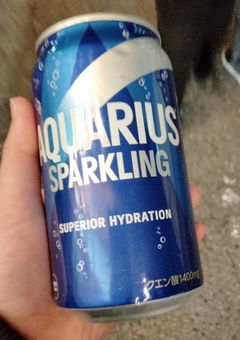 AQUARIUS
SPARKLING
SUPERIOR HYDRATION
クエン酸1400mg